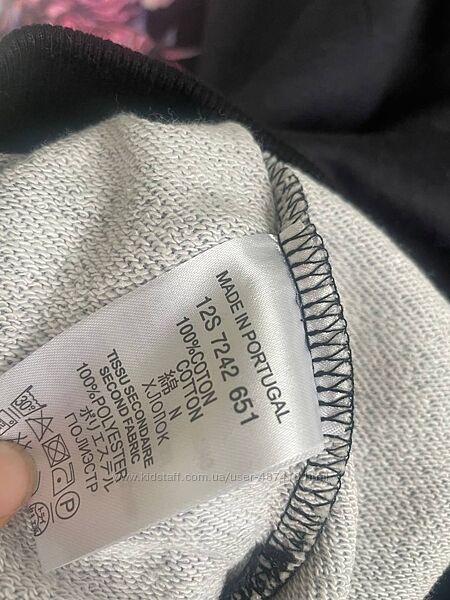 MADE IN PORTUGAL
12S 7242 651
100%COTON
COTTON
綿 N
ХЛОПОК
TISSU SECONDAIRE
SECOND FABRIC
100%POLYESTER
ポリエステル
ПОЛИЭСТР
30°
P